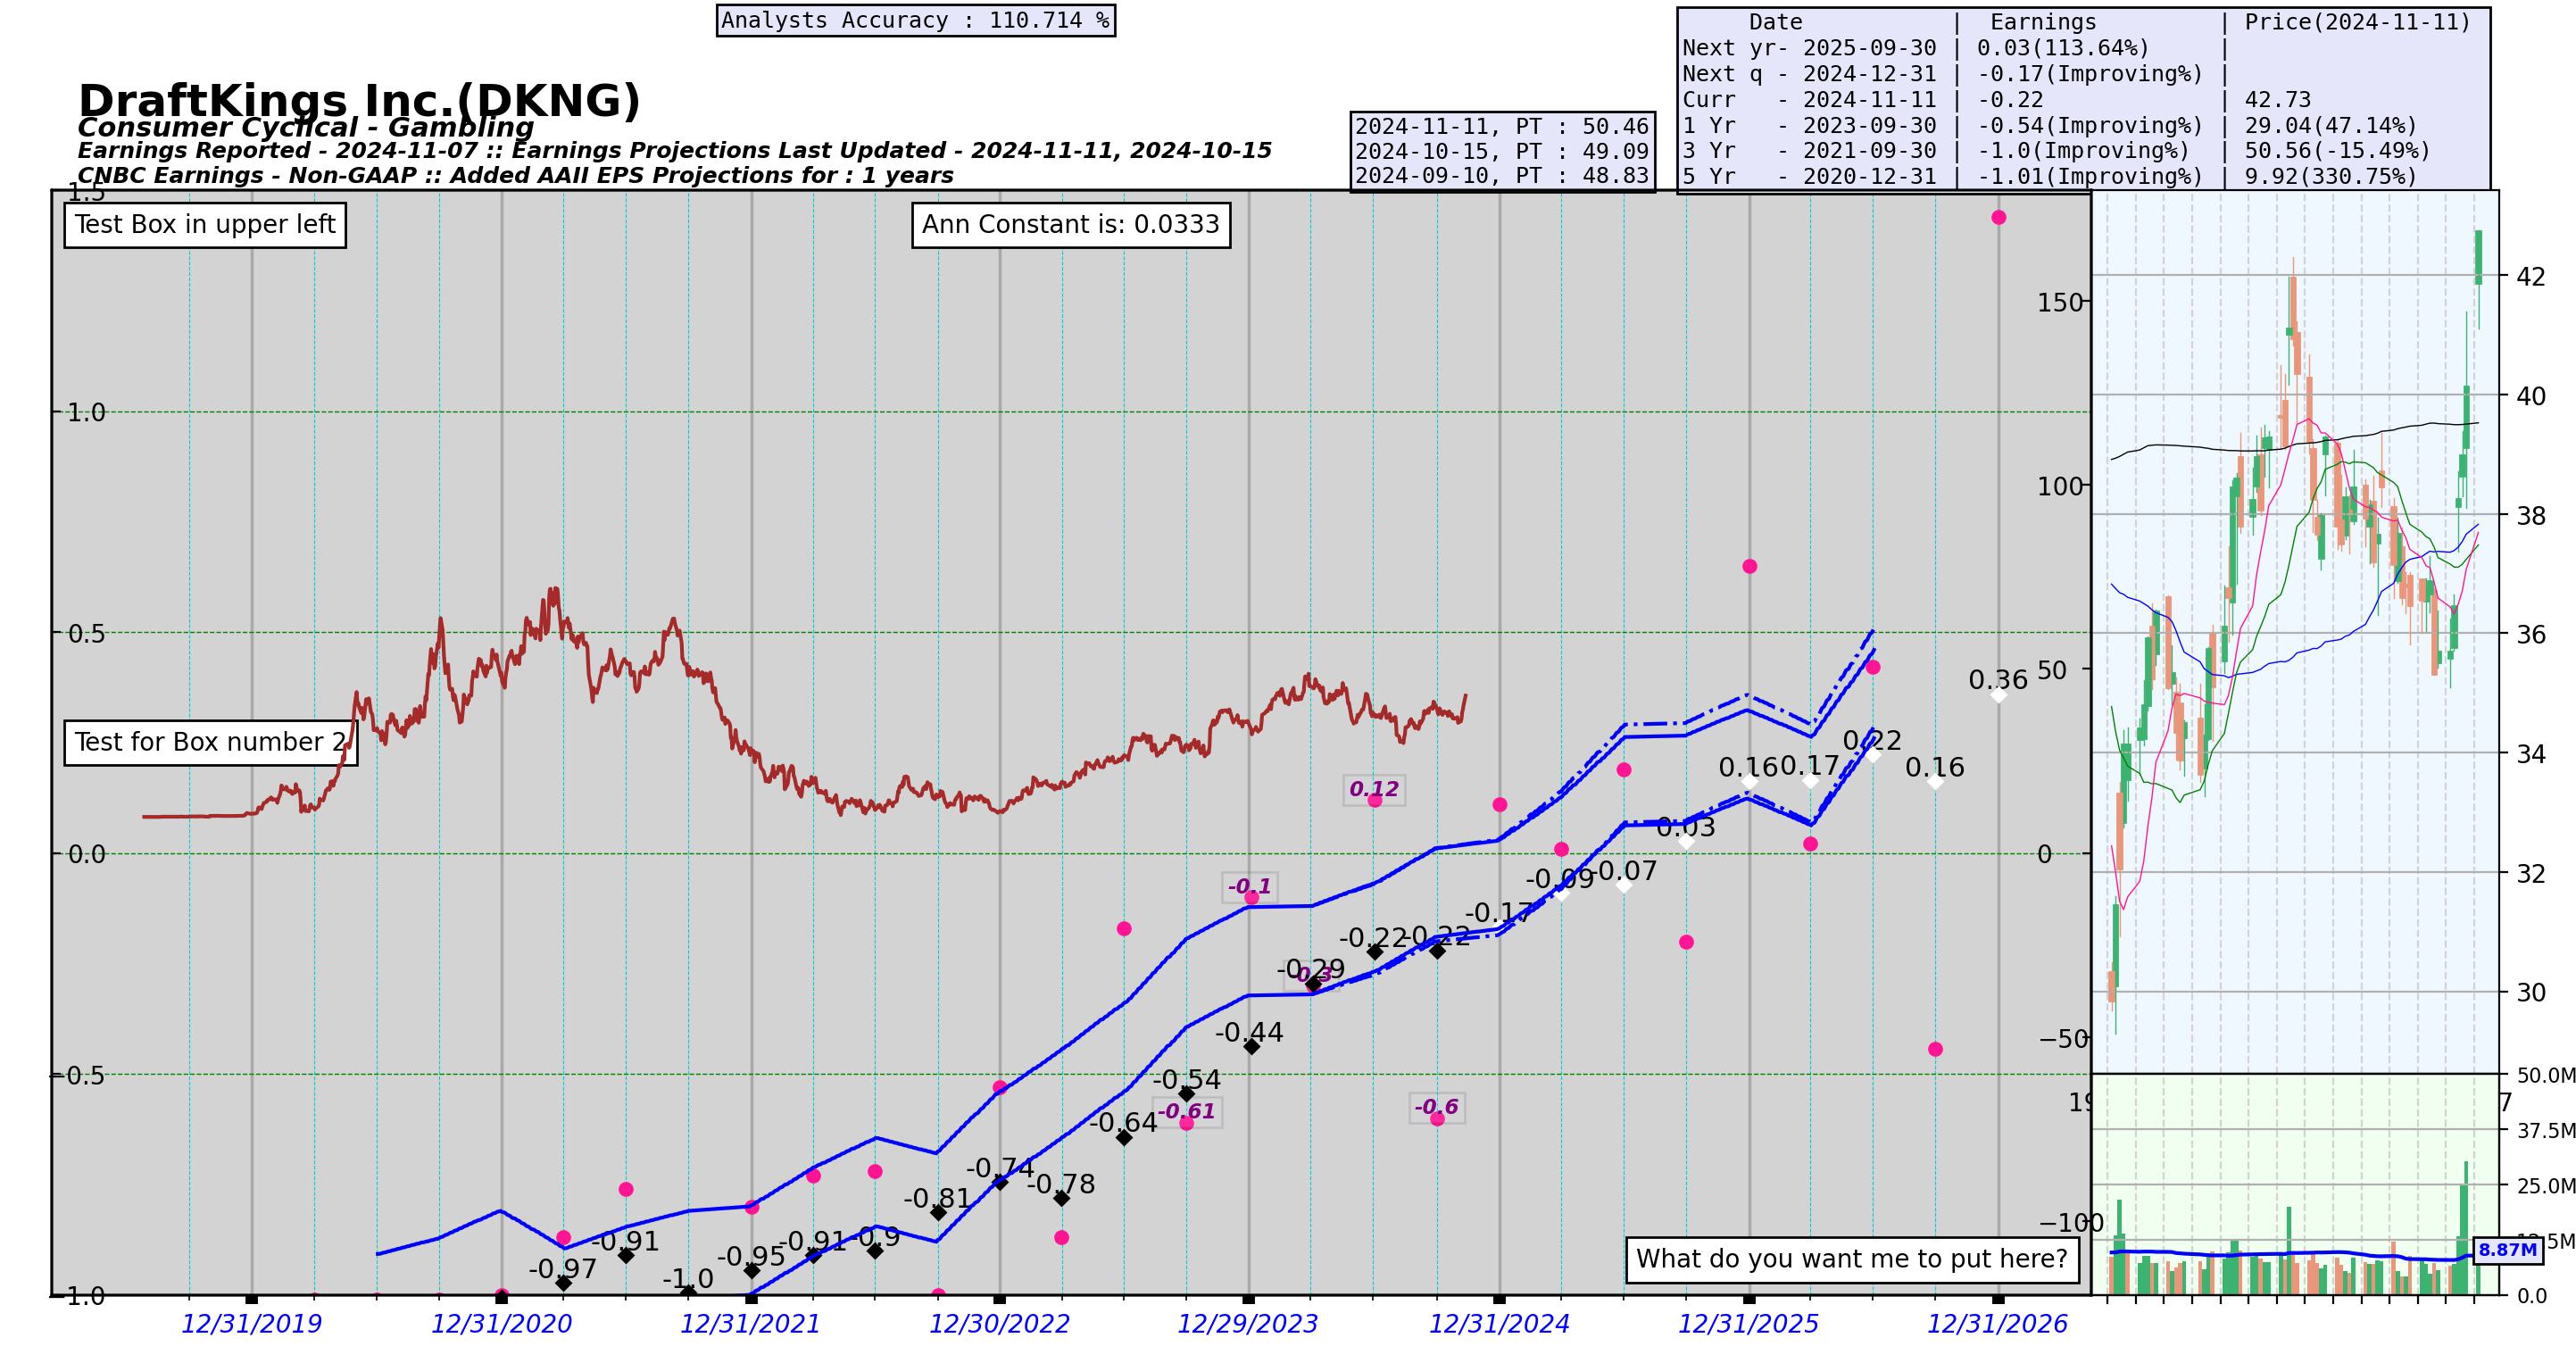 Analysts Accuracy : 110.714 %
Date | Earnings | Price(2024-11-11)
Next yr- 2025-09-30 | 0.03(113.64%) |
Next q - 2024-12-31 | -0.17(Improving%) |
Curr - 2024-11-11 | -0.22 | 42.73
1 Yr - 2023-09-30 | -0.54(Improving%) | 29.04(47.14%)
3 Yr - 2021-09-30 | -1.0(Improving%) | 50.56(-15.49%)
5 Yr - 2020-12-31 | -1.01(Improving%) | 9.92(330.75%)
DraftKings Inc.(DKNG)
Consumer Cyclical - Gambling
Earnings Reported - 2024-11-07 :: Earnings Projections Last Updated - 2024-11-11, 2024-10-15
CNBC Earnings - Non-GAAP :: Added AAII EPS Projections for : 1 years
2024-11-11, PT : 50.46
2024-10-15, PT : 49.09
2024-09-10, PT : 48.83
1.5
1.0
0.5
0.0
−0.5
−1.0
Test Box in upper left
Ann Constant is: 0.0333
Test for Box number 2
What do you want me to put here?
-0.97
-0.91
-1.0
-0.95
-0.91
-0.9
-0.81
-0.74
-0.78
-0.64
-0.54
-0.61
-0.44
-0.1
-0.29
-0.3
-0.22
0.12
-0.22
-0.6
-0.17
-0.09
-0.07
0.03
0.16
0.17
0.22
0.16
0.36
150
100
50
0
−50
−100
42
40
38
36
34
32
30
50.0M
37.5M
25.0M
8.87M
0.0
12/31/2019
12/31/2020
12/31/2021
12/30/2022
12/29/2023
12/31/2024
12/31/2025
12/31/2026